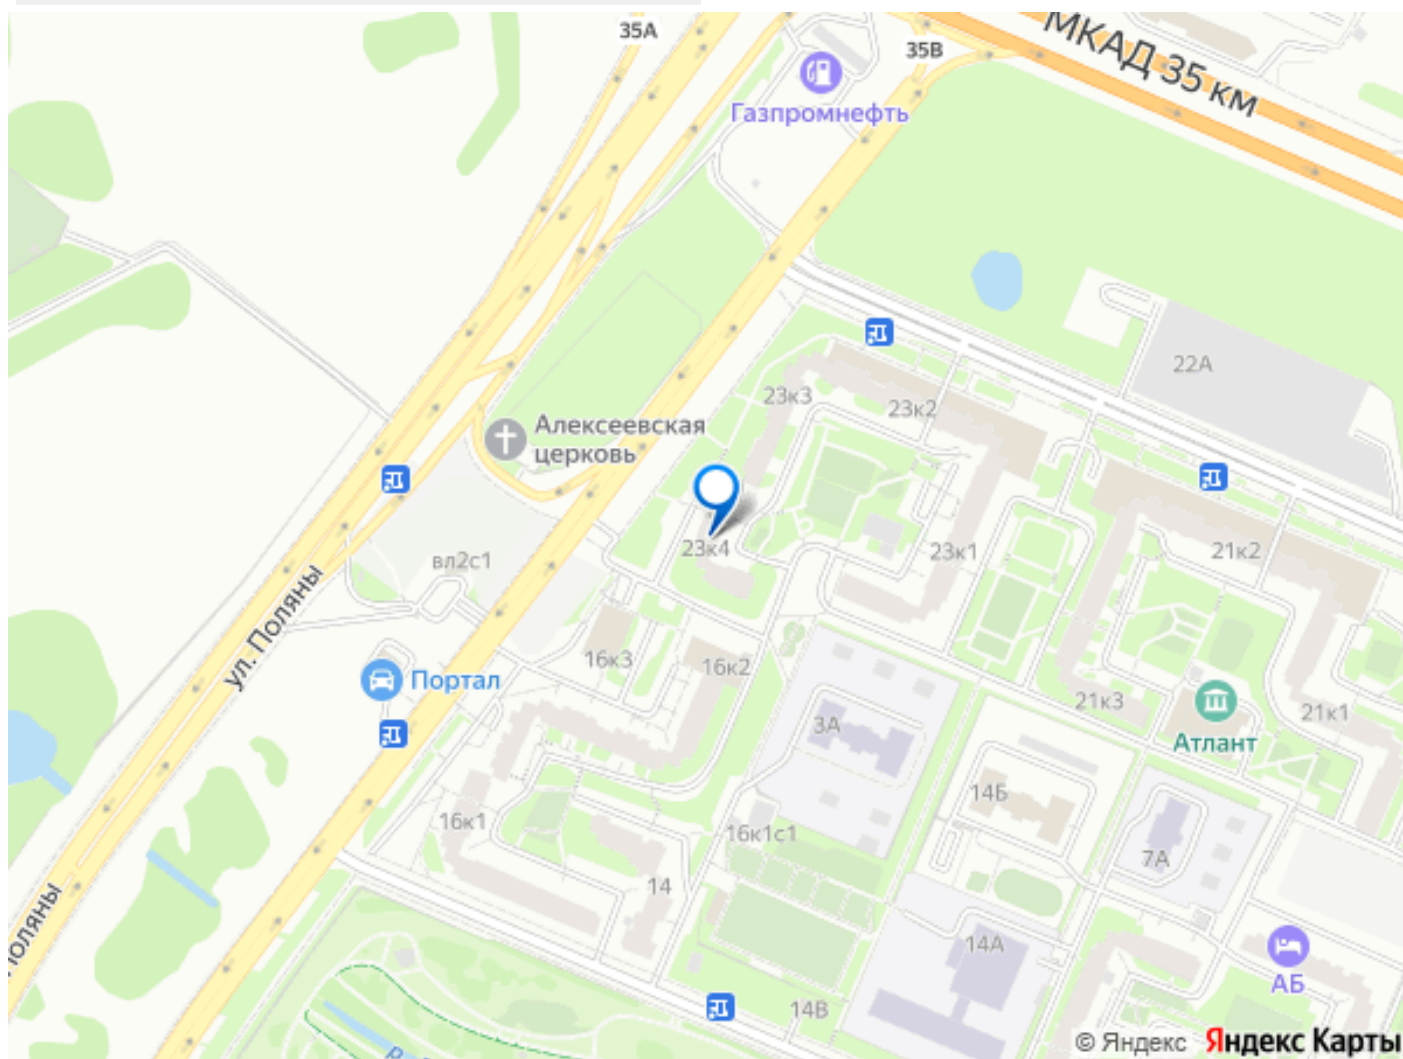 35А
35В
МКАД 35 км
Газпромнефть
22А
23к3
23к2
Алексеевская
церковь
23к4
23к1
21к2
вл2с1
ул. Поляны
16к3
16к2
Портал
3А
21к3
21к1
Атлант
14Б
16к1
16к1с1
7А
14
Поляны
14А
АБ
14В
© Яндекс Яндекс Карты